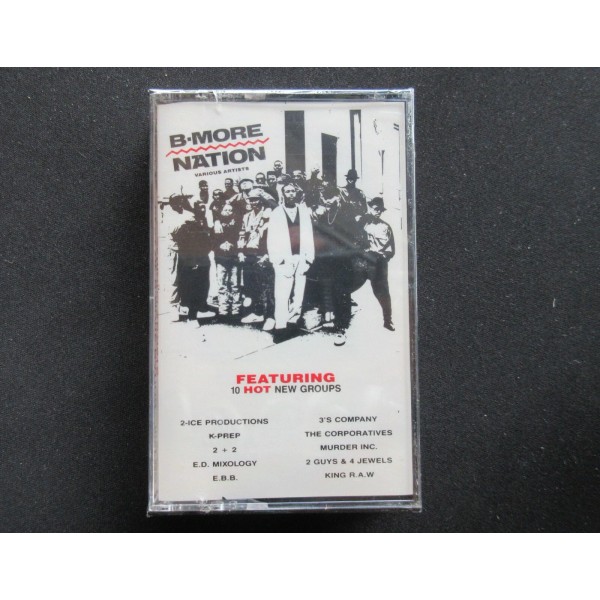 B•MORE
NATION
VARIOUS ARTISTS
FEATURING
10 HOT NEW GROUPS
2-ICE PRODUCTIONS
K-PREP
2 + 2
E.D. MIXOLOGY
E.B.B.
3'S COMPANY
THE CORPORATIVES
MURDER INC.
2 GUYS & 4 JEWELS
KING R.A.W